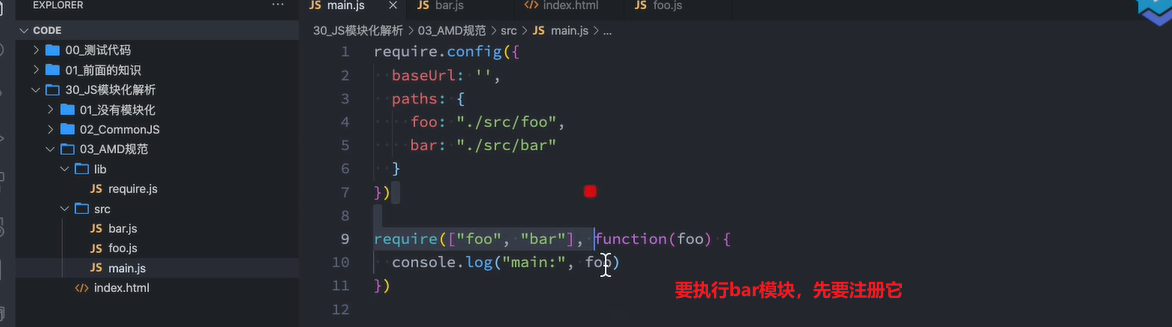 EXPLORER ...
JS main.js × JS bar.js <> index.html JS foo.js
CODE
00_测试代码
01_前面的知识
30_JS模块化解析
01_没有模块化
02_CommonJS
03_AMD规范
lib
JS require.js
src
JS bar.js
JS foo.js
JS main.js
<> index.html
30_JS模块化解析 > 03_AMD规范 > src > JS main.js > ...
1 require.config({
2 baseUrl: '',
3 paths: {
4 foo: "./src/foo",
5 bar: "./src/bar"
6 }
7 })
8
9 require(["foo", "bar"], function(foo) {
10 console.log("main:", foo)
11 })
12
要执行bar模块，先要注册它